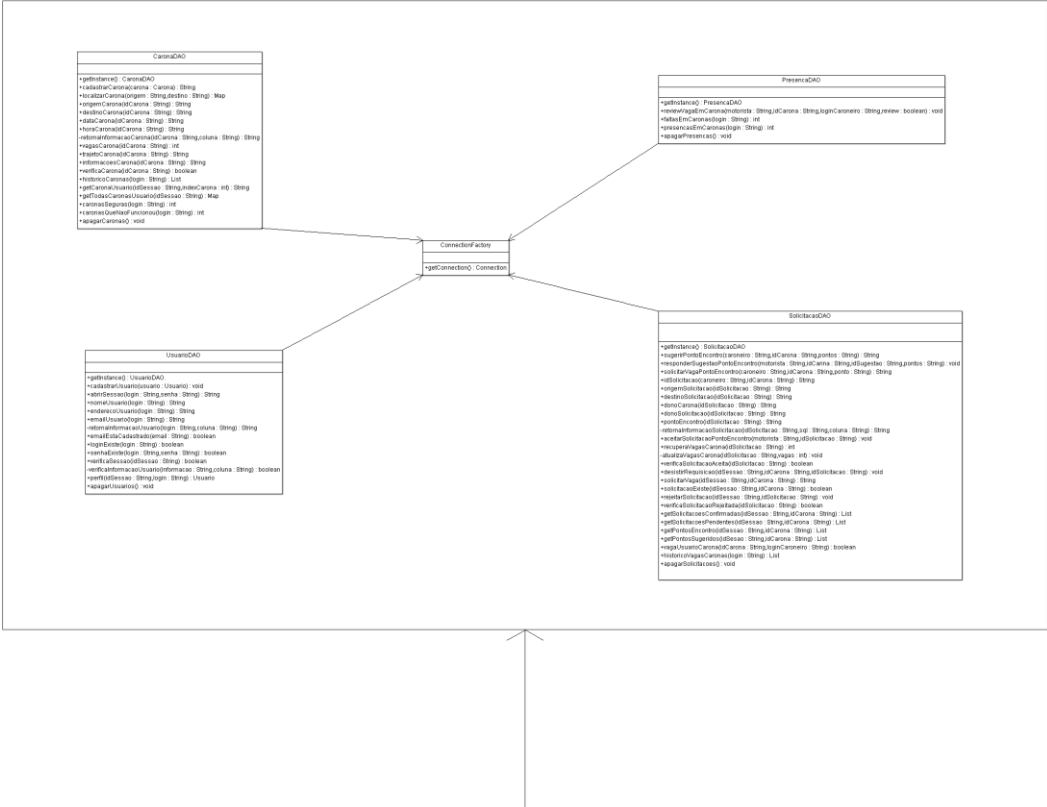 CaronaDAO
+getInstance() : CaronaDAO
+cadastrarCarona(carona : Carona) : String
+localizarCarona(origem : String,destino : String) : Map
+origemCarona(idCarona : String) : String
+destinoCarona(idCarona : String) : String
+dataCarona(idCarona : String) : String
+horaCarona(idCarona : String) : String
-retornaInformacaoCarona(idCarona : String,coluna : String) : String
+vagasCarona(idCarona : String) : int
+trajetoCarona(idCarona : String) : String
+informacoesCarona(idCarona : String) : String
+verificaCarona(idCarona : String) : boolean
+historicoCaronas(login : String) : List
+getCaronaUsuario(idSessao : String,indexCarona : int) : String
+getTodasCaronasUsuario(idSessao : String) : Map
+caronasSeguras(login : String) : int
+caronasQueNaoFuncionou(login : String) : int
+apagarCaronas() : void
PresencaDAO
+getInstance() : PresencaDAO
+reviewVagaEmCarona(motorista : String,idCarona : String,loginCaroneiro : String,review : boolean) : void
+faltasEmCaronas(login : String) : int
+presencasEmCaronas(login : String) : int
+apagarPresencas() : void
ConnectionFactory
+getConnection() : Connection
UsuarioDAO
+getInstance() : UsuarioDAO
+cadastrarUsuario(usuario : Usuario) : void
+abrirSessao(login : String,senha : String) : String
+nomeUsuario(login : String) : String
+enderecoUsuario(login : String) : String
+emailUsuario(login : String) : String
-retornaInformacaoUsuario(login : String,coluna : String) : String
+emailEstaCadastrado(email : String) : boolean
+loginExiste(login : String) : boolean
+senhaExiste(login : String,senha : String) : boolean
+verificaSessao(idSessao : String) : boolean
-verificaInformacaoUsuario(informacao : String,coluna : String) : boolean
+perfil(idSessao : String,login : String) : Usuario
+apagarUsuarios() : void
SolicitacaoDAO
+getInstance() : SolicitacaoDAO
+sugerirPontoEncontro(caroneiro : String,idCarona : String,pontos : String) : String
+responderSugestaoPontoEncontro(motorista : String,idCarina : String,idSugestao : String,pontos : String) : void
+solicitarVagaPontoEncontro(caroneiro : String,idCarona : String,ponto : String) : String
+idSolicitacao(caroneiro : String,idCarona : String) : String
+origemSolicitacao(idSolicitacao : String) : String
+destinoSolicitacao(idSolicitacao : String) : String
+donoCarona(idSolicitacao : String) : String
+donoSolicitacao(idSolicitacao : String) : String
+pontoEncontro(idSolicitacao : String) : String
-retornaInformacaoSolicitacao(idSolicitacao : String,sql : String,coluna : String) : String
+aceitarSolicitacaoPontoEncontro(motorista : String,idSolicitacao : String) : void
+recuperaVagasCarona(idSolicitacao : String) : int
-atualizaVagasCarona(idSolicitacao : String,vagas : int) : void
+verificaSolicitacaoAceita(idSolicitacao : String) : boolean
+desistirRequisicao(idSessao : String,idCarona : String,idSolicitacao : String) : void
+solicitarVaga(idSessao : String,idCarona : String) : String
+solicitacaoExiste(idSessao : String,idCarona : String) : boolean
+rejeitarSolicitacao(idSessao : String,idSolicitacao : String) : void
+verificaSolicitacaoRejeitada(idSolicitacao : String) : boolean
+getSolicitacoesConfirmadas(idSessao : String,idCarona : String) : List
+getSolicitacoesPendentes(idSessao : String,idCarona : String) : List
+getPontosEncontro(idSessao : String,idCarona : String) : List
+getPontosSugeridos(idSesao : String,idCarona : String) : List
+vagaUsuarioCarona(idCarona : String,loginCaroneiro : String) : boolean
+historicoVagasCaronas(login : String) : List
+apagarSolicitacoes() : void